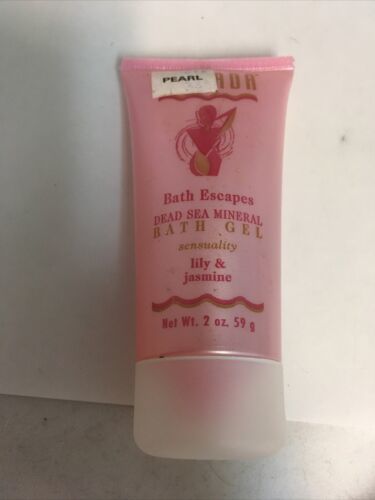 PEARL
Bath Escapes
DEAD SEA MINERAL
BATH GEL
sensuality
lily &
jasmine
Net Wt. 2 oz. 59 g